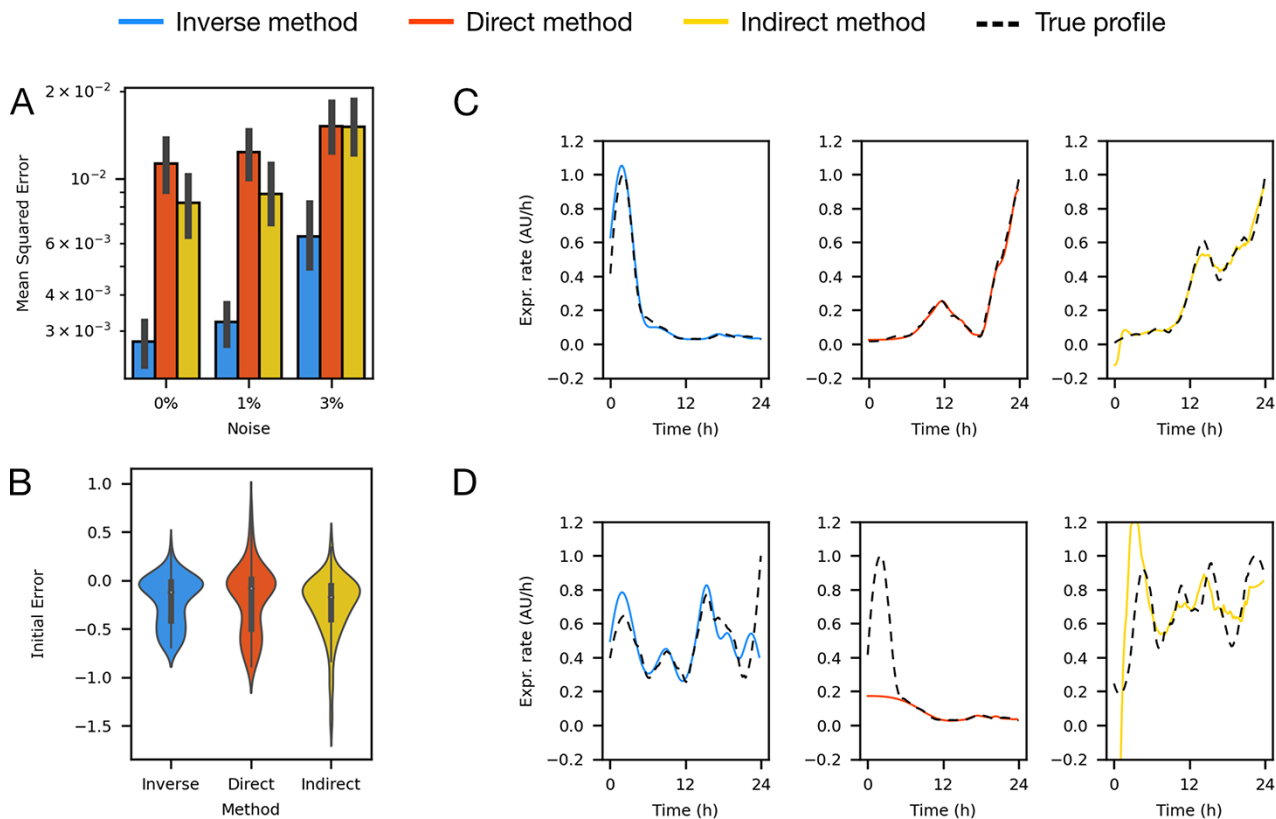 Inverse method Direct method Indirect method True profile
A
2 × 10⁻²
10⁻²
6 × 10⁻³
4 × 10⁻³
3 × 10⁻³
Mean Squared Error
0% 1% 3%
Noise
C
1.2 1.2 1.2
1.0 1.0 1.0
0.8 0.8 0.8
0.6 0.6 0.6
0.4 0.4 0.4
0.2 0.2 0.2
0.0 0.0 0.0
−0.2 −0.2 −0.2
Expr. rate (AU/h)
0 12 24 0 12 24 0 12 24
Time (h) Time (h) Time (h)
B
1.0
0.5
0.0
−0.5
−1.0
−1.5
Initial Error
Inverse Direct Indirect
Method
D
1.2 1.2 1.2
1.0 1.0 1.0
0.8 0.8 0.8
0.6 0.6 0.6
0.4 0.4 0.4
0.2 0.2 0.2
0.0 0.0 0.0
−0.2 −0.2 −0.2
Expr. rate (AU/h)
0 12 24 0 12 24 0 12 24
Time (h) Time (h) Time (h)